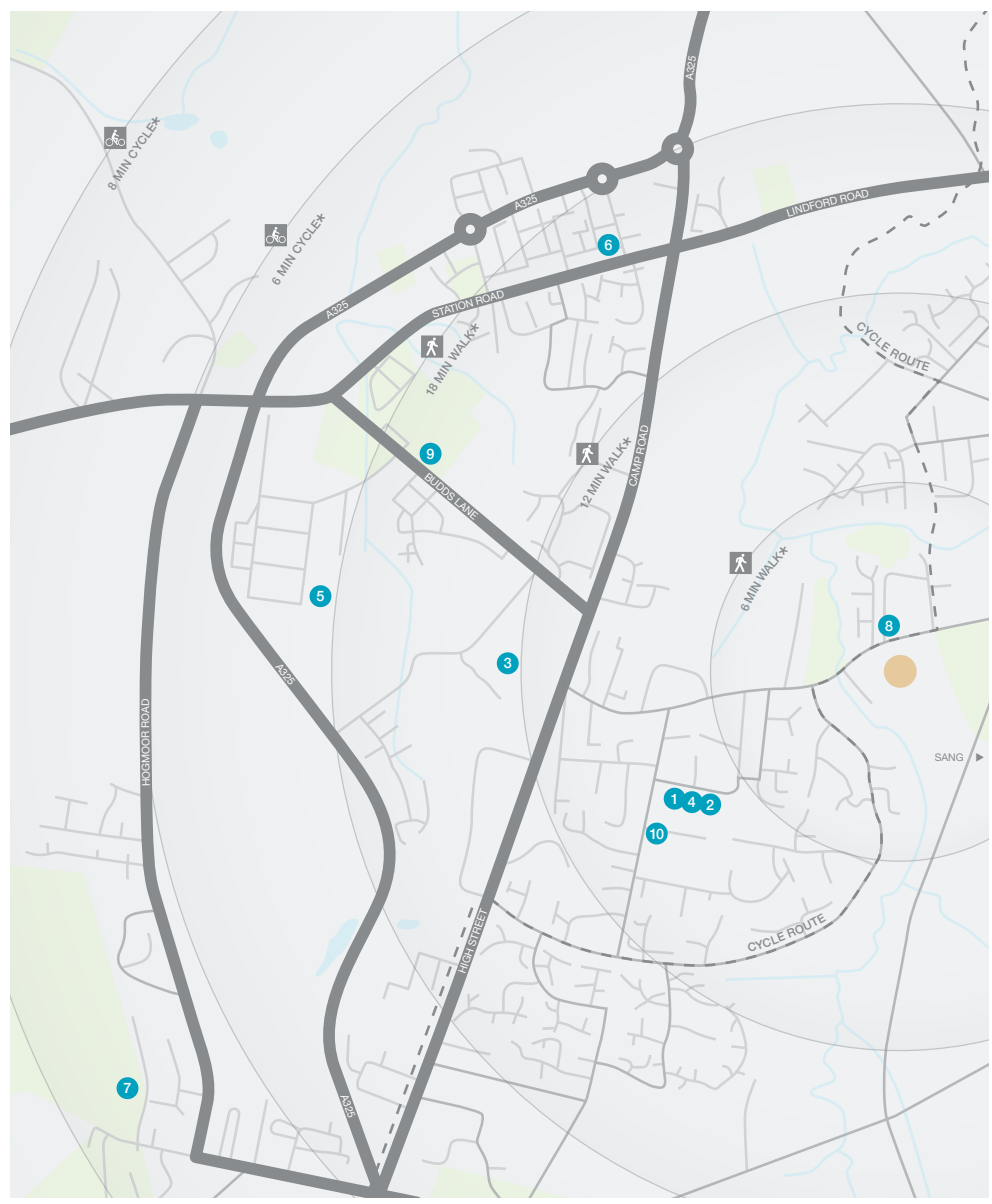 A325
8 MIN CYCLE*
LINDFORD ROAD
A325
6 MIN CYCLE*
6
STATION ROAD
A325
CYCLE ROUTE
18 MIN WALK*
9
CAMP ROAD
12 MIN WALK*
BUDDS LANE
6 MIN WALK*
5
8
3
A325
HOGMOOR ROAD
SANG
1
4
2
10
CYCLE ROUTE
HIGH STREET
7
A325